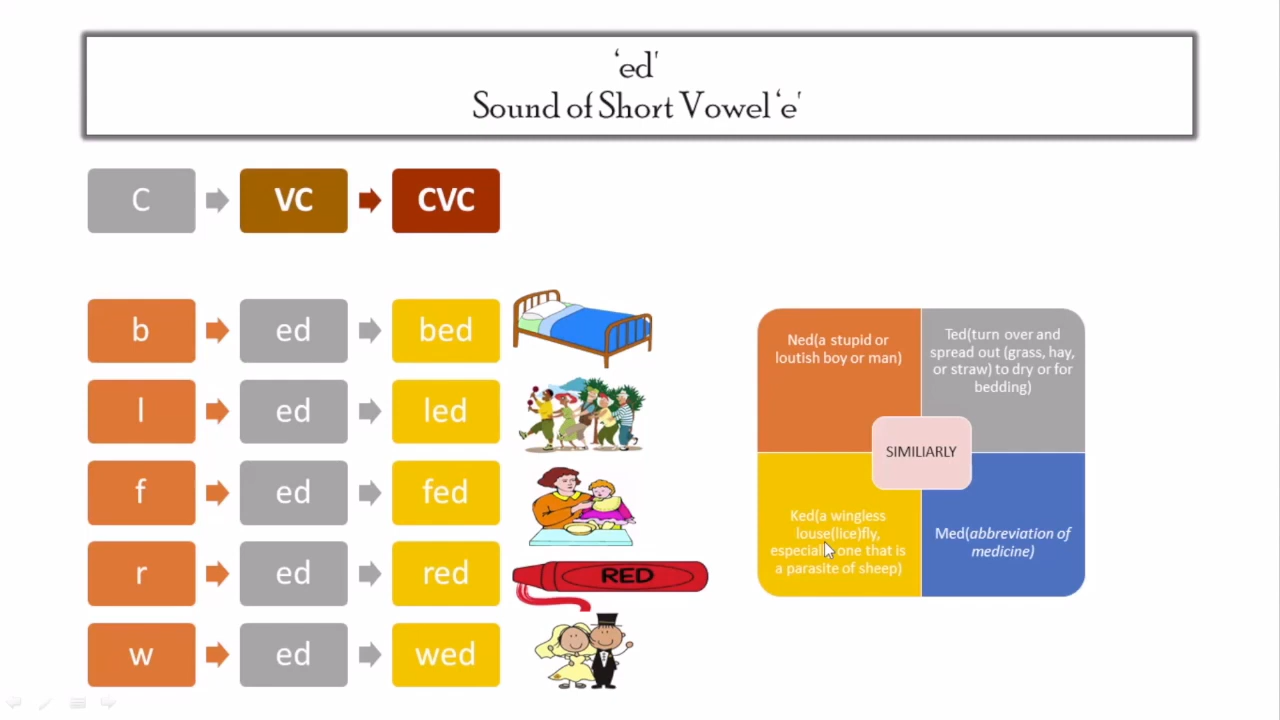 ‘ed'
Sound of Short Vowel ‘e'
C VC CVC
b ed bed
l ed led
f ed fed
r ed red
RED
w ed wed
Ned(a stupid or
loutish boy or man)
Ted(turn over and
spread out (grass, hay,
or straw) to dry or for
bedding)
SIMILIARLY
Ked(a wingless
louse(lice)fly,
especially one that is
a parasite of sheep)
Med(abbreviation of
medicine)